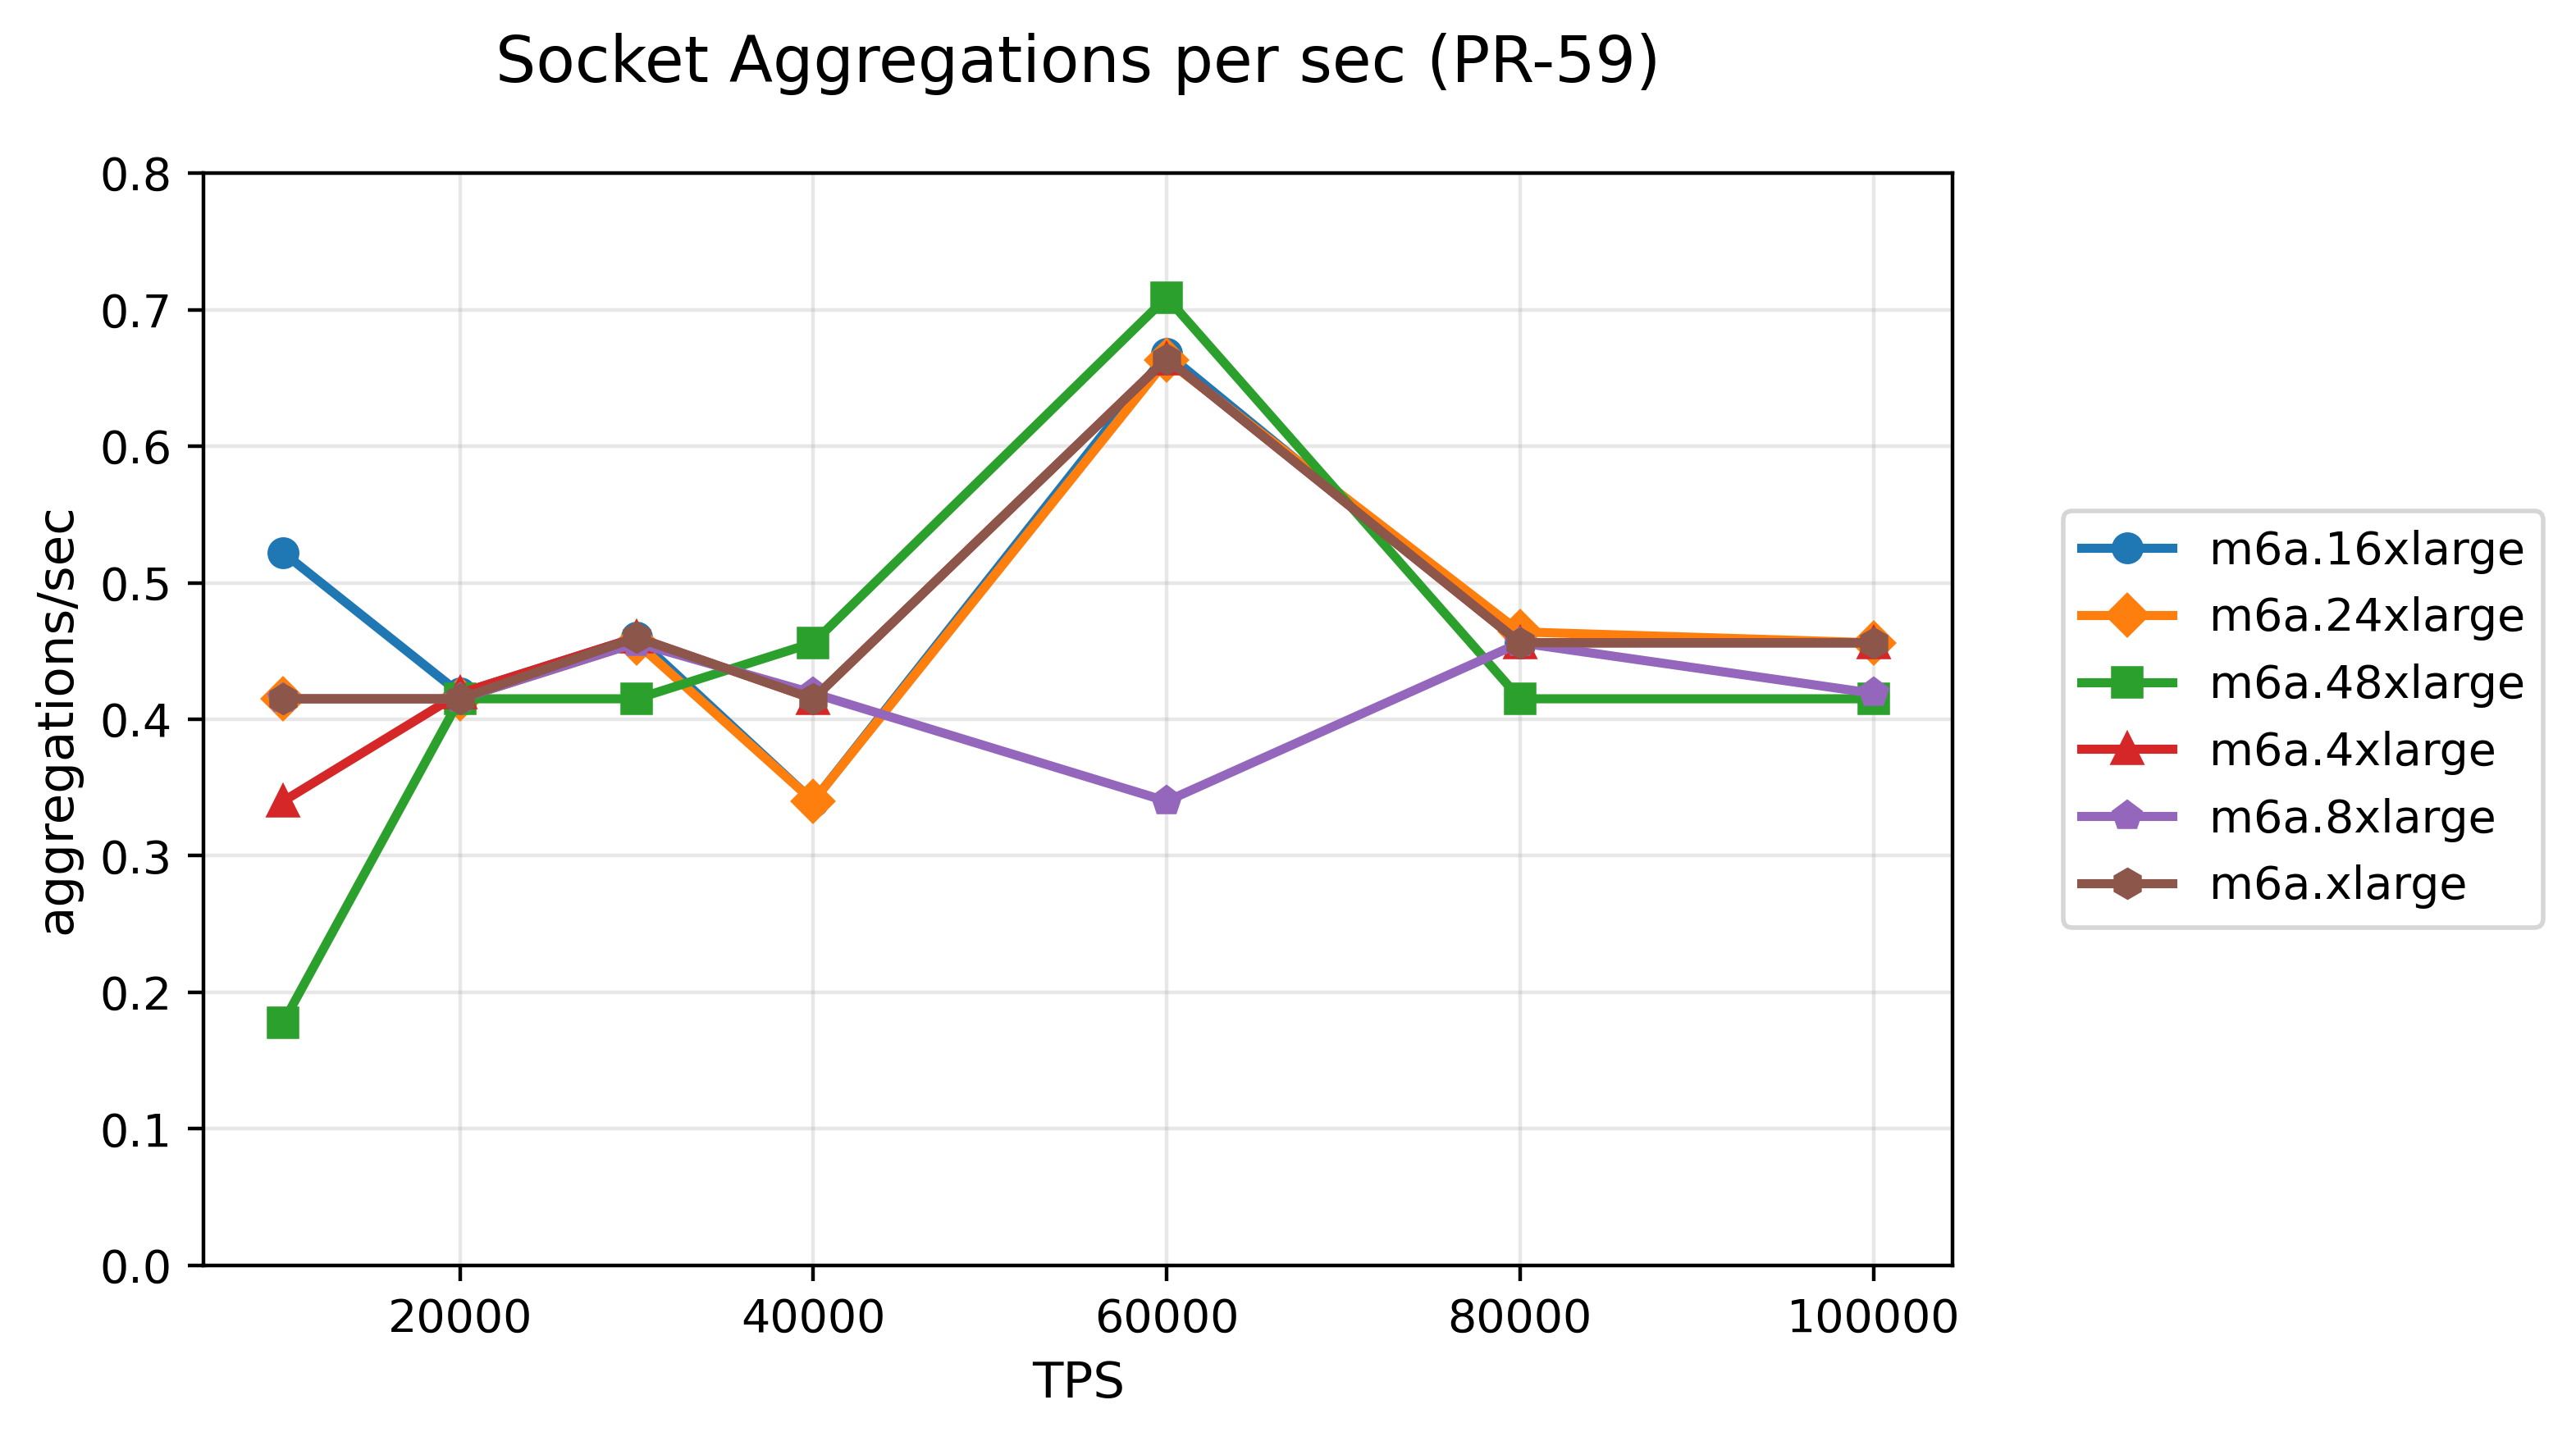 Socket Aggregations per sec (PR-59)
aggregations/sec
0.8
0.7
0.6
0.5
0.4
0.3
0.2
0.1
0.0
20000 40000 60000 80000 100000
TPS
m6a.16xlarge
m6a.24xlarge
m6a.48xlarge
m6a.4xlarge
m6a.8xlarge
m6a.xlarge